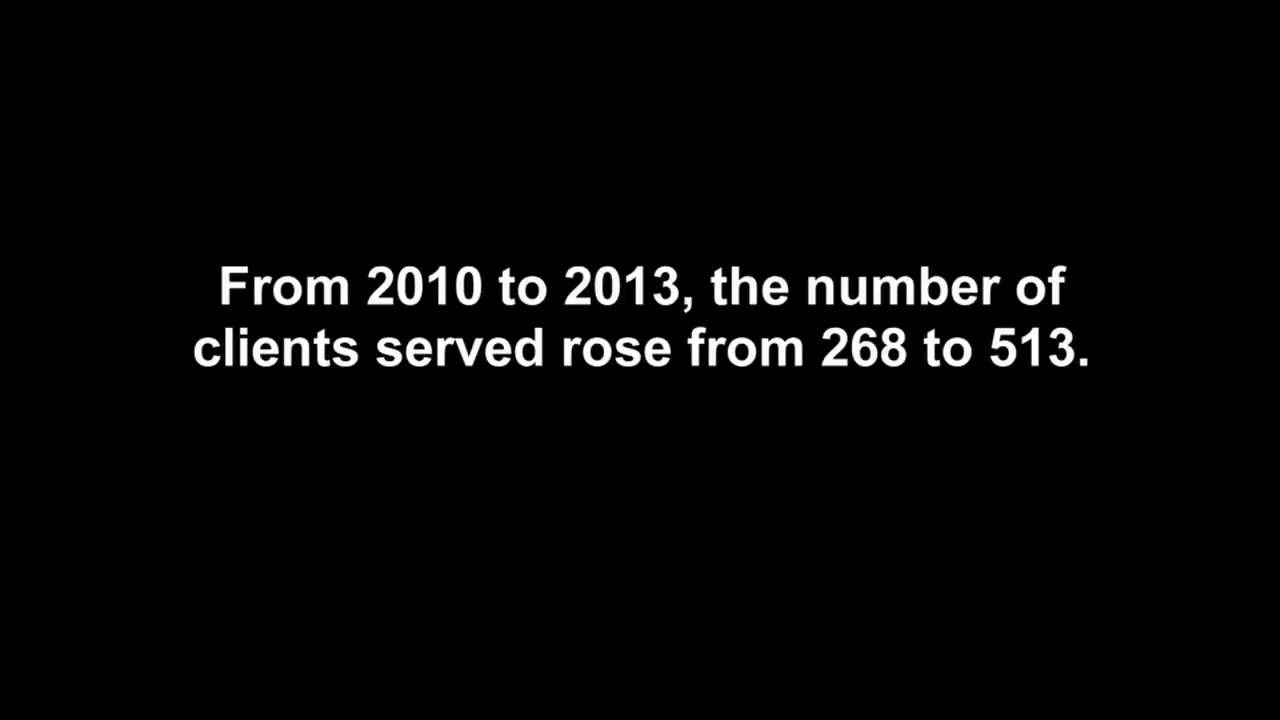 From 2010 to 2013, the number of
clients served rose from 268 to 513.